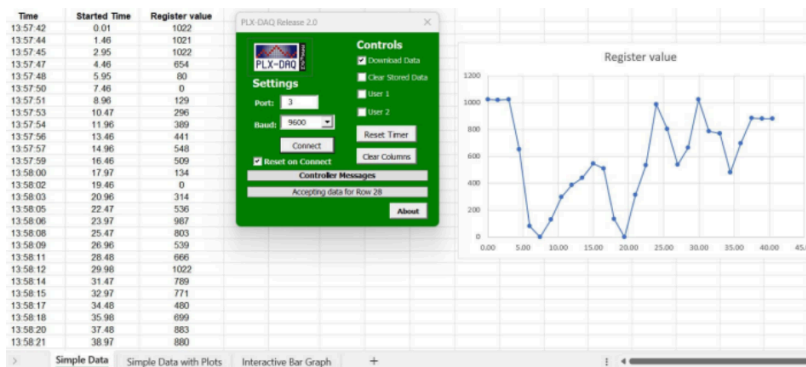 Time Started Time Register value
13:57:42 0.01 1022
13:57:44 1.46 1021
13:57:45 2.95 1022
13:57:47 4.46 654
13:57:48 5.95 80
13:57:50 7.46 0
13:57:51 8.96 129
13:57:53 10.47 296
13:57:54 11.96 389
13:57:56 13.46 441
13:57:57 14.96 548
13:57:59 16.46 509
13:58:00 17.97 134
13:58:02 19.46 0
13:58:03 20.96 314
13:58:05 22.47 536
13:58:06 23.97 987
13:58:08 25.47 803
13:58:09 26.96 539
13:58:11 28.48 666
13:58:12 29.98 1022
13:58:14 31.47 789
13:58:15 32.97 771
13:58:17 34.48 480
13:58:18 35.98 699
13:58:20 37.48 883
13:58:21 38.97 880
PLX-DAQ Release 2.0
PLX-DAQ
Controls
Download Data
Clear Stored Data
User 1
User 2
Settings
Port: 3
Baud: 9600
Connect
Reset on Connect
Reset Timer
Clear Columns
Controller Messages
Accepting data for Row 28
About
Register value
1200
1000
800
600
400
200
0
0.00 5.00 10.00 15.00 20.00 25.00 30.00 35.00 40.00
Simple Data Simple Data with Plots Interactive Bar Graph +